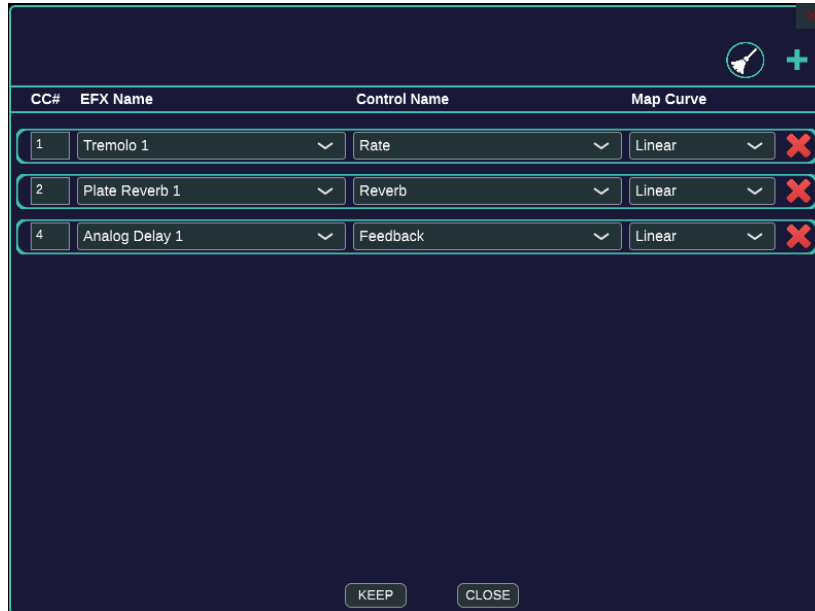 CC# EFX Name Control Name Map Curve
1 Tremolo 1 Rate Linear
2 Plate Reverb 1 Reverb Linear
4 Analog Delay 1 Feedback Linear
KEEP CLOSE